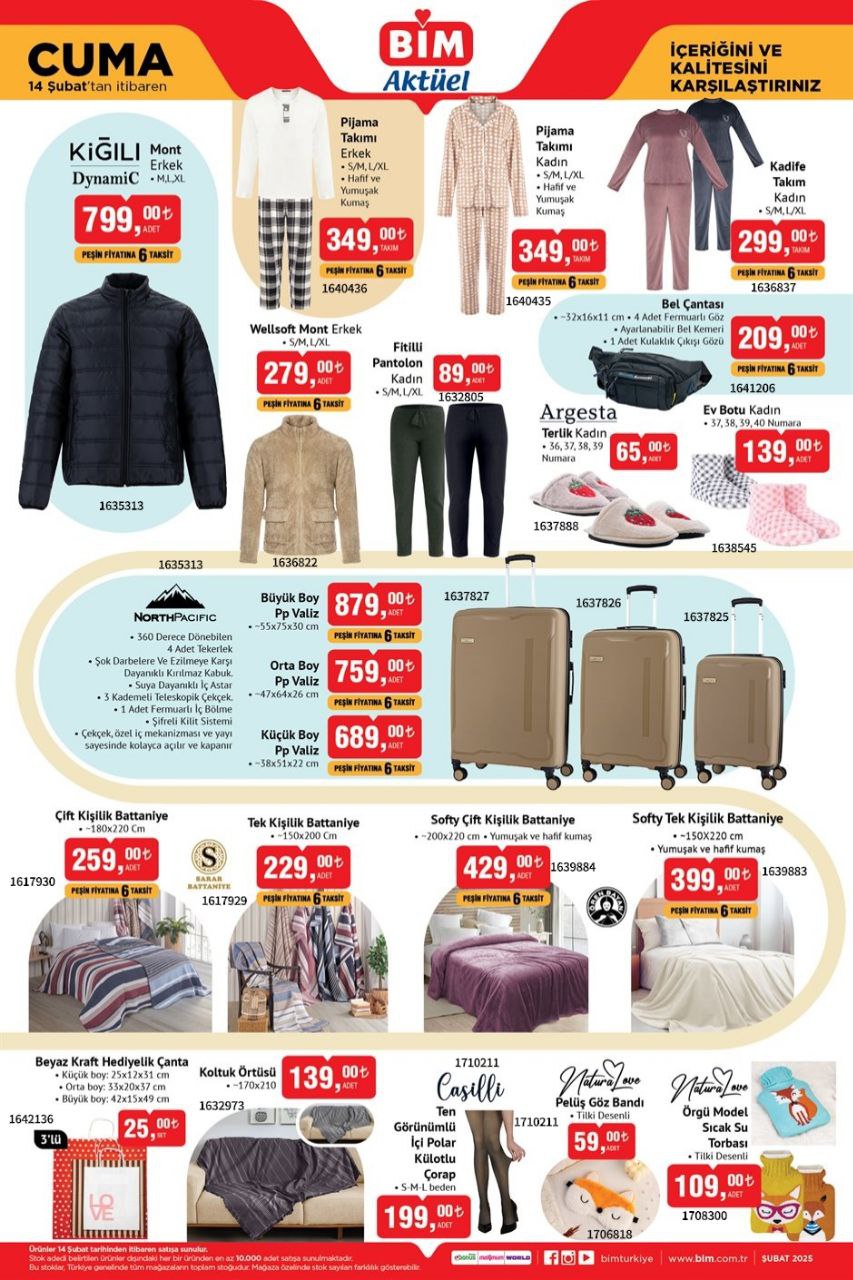 CUMA
14 Şubat'tan itibaren
BİM
Aktüel
İÇERİĞİNİ VE
KALİTESİNİ
KARŞILAŞTIRINIZ
KİĞILI
DYNAMIC
Mont
Erkek
• M,L,XL
799,00₺
ADET
PEŞİN FİYATINA 6 TAKSİT
1635313
Pijama
Takımı
Erkek
• S/M, L/XL
• Hafif ve
Yumuşak
Kumaş
349,00₺
TAKIM
PEŞİN FİYATINA 6 TAKSİT
1640436
Pijama
Takımı
Kadın
• S/M, L/XL
• Hafif ve
Yumuşak
Kumaş
349,00₺
TAKIM
PEŞİN FİYATINA 6 TAKSİT
1640435
Kadife
Takım
Kadın
• S/M, L/XL
299,00₺
TAKIM
PEŞİN FİYATINA 6 TAKSİT
1636837
Wellsoft Mont Erkek
• S/M, L/XL
279,00₺
ADET
PEŞİN FİYATINA 6 TAKSİT
1636822
Fitilli
Pantolon
Kadın
• S/M, L/XL
89,00₺
ADET
1632805
Bel Çantası
• ~32x16x11 cm • 4 Adet Fermuarlı Göz
• Ayarlanabilir Bel Kemeri
• 1 Adet Kulaklık Çıkışı Gözü
209,00₺
ADET
PEŞİN FİYATINA 6 TAKSİT
1641206
Argesta
Terlik Kadın
• 36, 37, 38, 39
Numara
65,00₺
ADET
1637888
Ev Botu Kadın
• 37, 38, 39, 40 Numara
139,00₺
ADET
1638545
1635313
NORTHPACIFIC
• 360 Derece Dönebilen
4 Adet Tekerlek
• Şok Darbelere Ve Ezilmeye Karşı
Dayanıklı Kırılmaz Kabuk.
• Suya Dayanıklı İç Astar
• 3 Kademeli Teleskopik Çekçek.
• 1 Adet Fermuarlı İç Bölme
• Şifreli Kilit Sistemi
• Çekçek, özel iç mekanizması ve yayı
sayesinde kolayca açılır ve kapanır
Büyük Boy
Pp Valiz
• ~55x75x30 cm
879,00₺
ADET
PEŞİN FİYATINA 6 TAKSİT
Orta Boy
Pp Valiz
• ~47x64x26 cm
759,00₺
ADET
PEŞİN FİYATINA 6 TAKSİT
Küçük Boy
Pp Valiz
• ~38x51x22 cm
689,00₺
ADET
PEŞİN FİYATINA 6 TAKSİT
1637827
1637826
1637825
Çift Kişilik Battaniye
• ~180x220 Cm
259,00₺
ADET
PEŞİN FİYATINA 6 TAKSİT
1617930
S
SARAR
BATTANİYE
Tek Kişilik Battaniye
• ~150x200 Cm
229,00₺
ADET
PEŞİN FİYATINA 6 TAKSİT
1617929
Softy Çift Kişilik Battaniye
• ~200x220 cm • Yumuşak ve hafif kumaş
429,00₺
ADET
PEŞİN FİYATINA 6 TAKSİT
1639884
ÖREN BAYAN
Softy Tek Kişilik Battaniye
• ~150X220 cm
• Yumuşak ve hafif kumaş
399,00₺
ADET
PEŞİN FİYATINA 6 TAKSİT
1639883
Beyaz Kraft Hediyelik Çanta
• Küçük boy: 25x12x31 cm
• Orta boy: 33x20x37 cm
• Büyük boy: 42x15x49 cm
1642136
3'lü
25,00₺
SET
LO
VE
Koltuk Örtüsü
• ~170x210
139,00₺
ADET
1632973
1710211
Casilli
Ten
Görünümlü
İçi Polar
Külotlu
Çorap
• S-M-L beden
1710211
199,00₺
ADET
NaturaLove
Pelüş Göz Bandı
• Tilki Desenli
59,00₺
ADET
1706818
NaturaLove
Örgü Model
Sıcak Su
Torbası
• Tilki Desenli
109,00₺
ADET
1708300
Ürünler 14 Şubat tarihinden itibaren satışa sunulur.
Stok adedi belirtilen ürünler dışındaki her bir üründen en az 10.000 adet satışa sunulmaktadır.
Bu stoklar, Türkiye genelinde tüm mağazaların toplam stoğudur. Mağaza özelinde stok sayıları farklılık gösterebilir.
bonus maximum WORLD
bimturkiye
www.bim.com.tr
ŞUBAT 2025